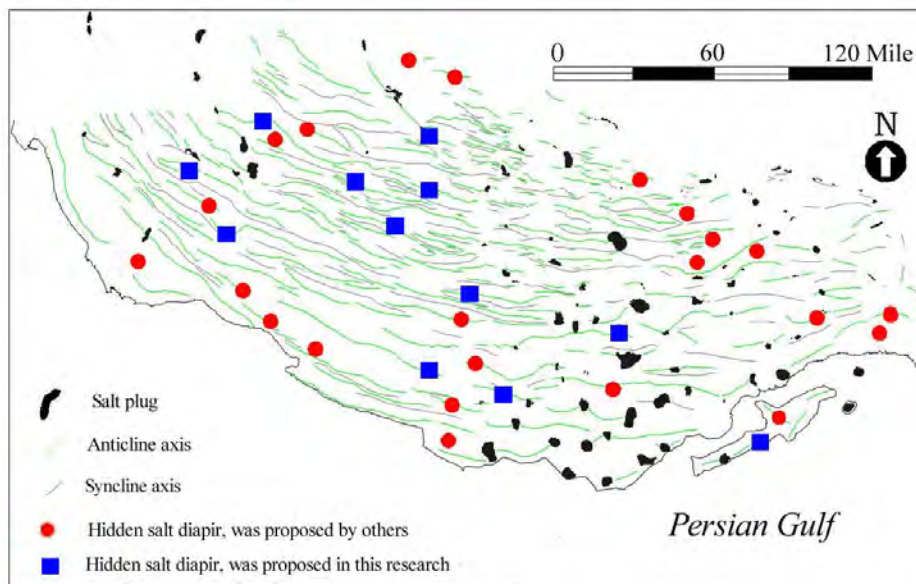 0 60 120 Mile
N
Salt plug
Anticline axis
Syncline axis
Hidden salt diapir, was proposed by others
Persian Gulf
Hidden salt diapir, was proposed in this research